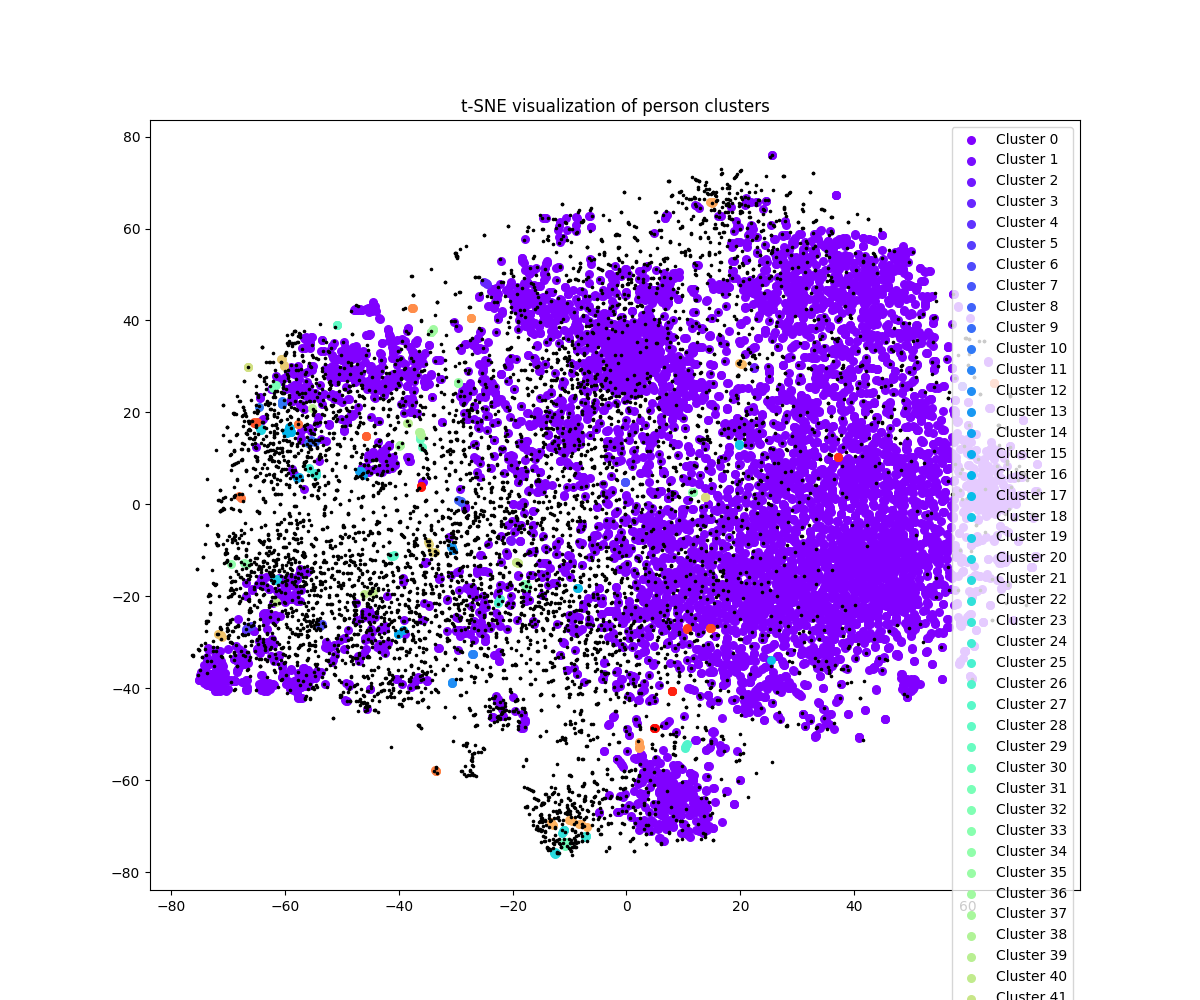 t-SNE visualization of person clusters
80
60
40
20
0
−20
−40
−60
−80
−80
−60
−40
−20
0
20
40
60
Cluster 0
Cluster 1
Cluster 2
Cluster 3
Cluster 4
Cluster 5
Cluster 6
Cluster 7
Cluster 8
Cluster 9
Cluster 10
Cluster 11
Cluster 12
Cluster 13
Cluster 14
Cluster 15
Cluster 16
Cluster 17
Cluster 18
Cluster 19
Cluster 20
Cluster 21
Cluster 22
Cluster 23
Cluster 24
Cluster 25
Cluster 26
Cluster 27
Cluster 28
Cluster 29
Cluster 30
Cluster 31
Cluster 32
Cluster 33
Cluster 34
Cluster 35
Cluster 36
Cluster 37
Cluster 38
Cluster 39
Cluster 40
Cluster 41